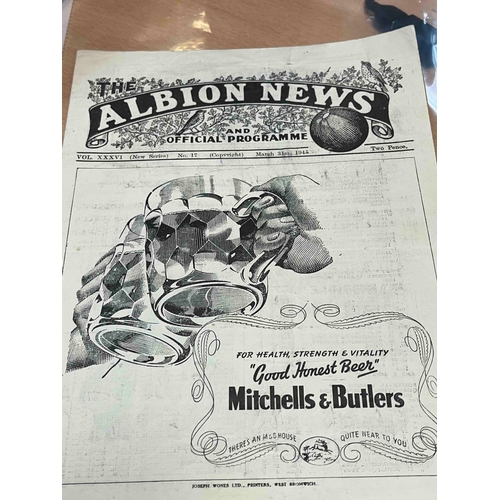 THE
ALBION NEWS
AND
OFFICIAL PROGRAMME
VOL. XXXVI (New Series) No. 17 (Copyright) March 31st, 1945 Two Pence.
FOR HEALTH, STRENGTH & VITALITY
"Good Honest Beer"
Mitchells & Butlers
THERE'S AN M&B HOUSE QUITE NEAR TO YOU
JOSEPH WONES LTD., PRINTERS, WEST BROMWICH.